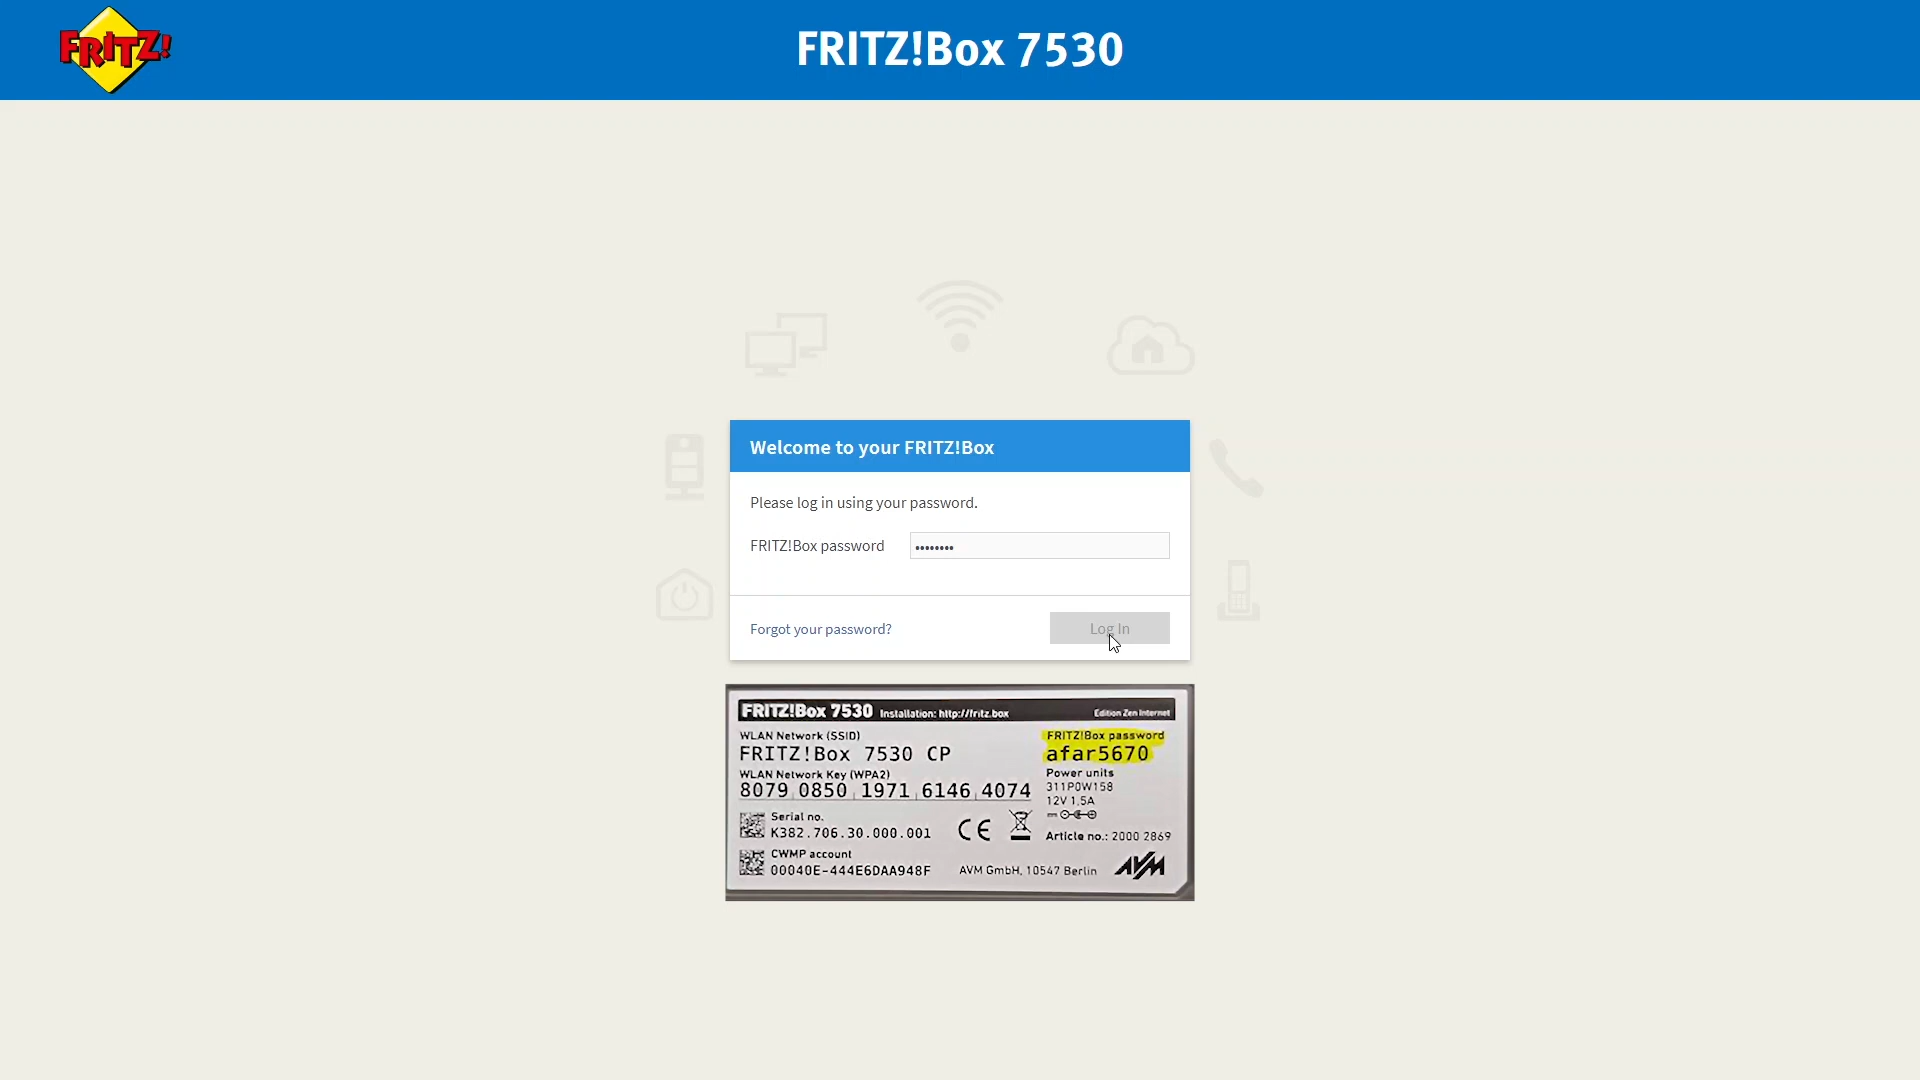 FRITZ!
FRITZ!Box 7530
Welcome to your FRITZ!Box
Please log in using your password.
FRITZ!Box password
••••••••
Forgot your password?
Log In
FRITZ!Box 7530 Installation: http://fritz.box Edition Zen Internet
WLAN Network (SSID)
FRITZ!Box 7530 CP
WLAN Network Key (WPA2)
8079 0850 1971 6146 4074
Serial no.
K382.706.30.000.001
CWMP account
00040E-444E6DAA948F
FRITZ!Box password
afar5670
Power units
311P0W158
12V 1,5A
Article no.: 2000 2869
CE
AVM GmbH, 10547 Berlin
AVM